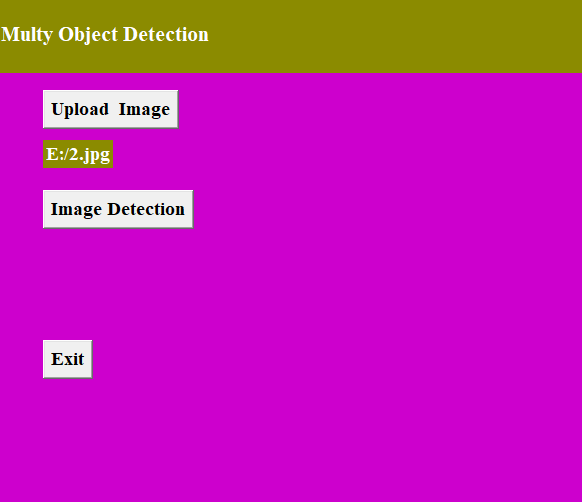 Multy Object Detection
Upload  Image
E:/2.jpg
Image Detection
Exit